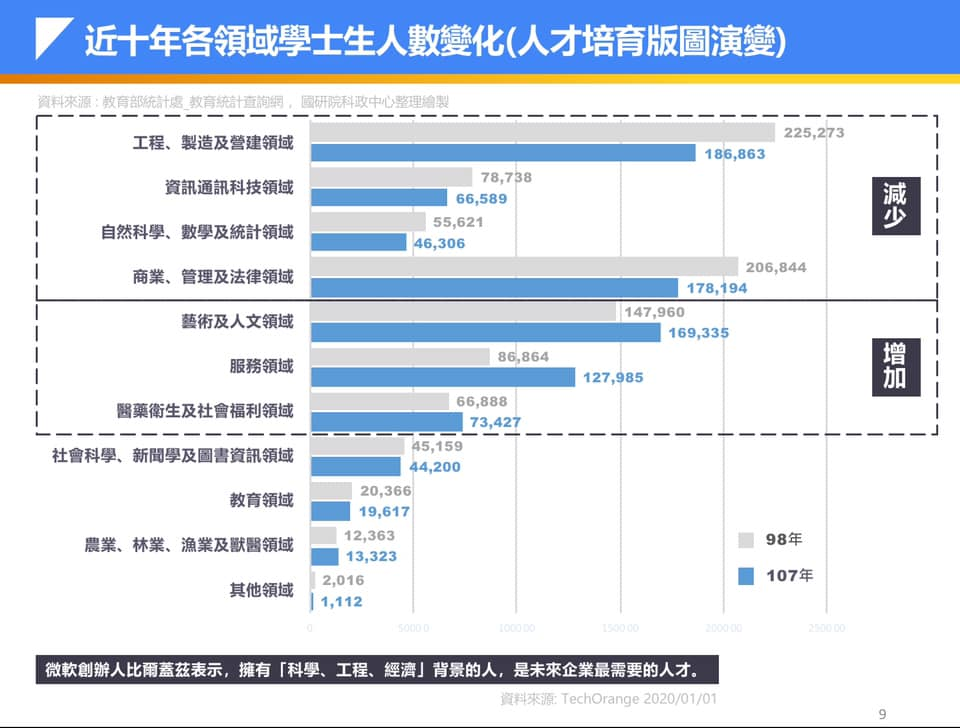 近十年各領域學士生人數變化(人才培育版圖演變)
資料來源 : 教育部統計處_教育統計查詢網 ,  國研院科政中心整理繪製
工程、製造及營建領域
225,273
186,863
資訊通訊科技領域
78,738
66,589
自然科學、數學及統計領域
55,621
46,306
商業、管理及法律領域
206,844
178,194
減少
藝術及人文領域
147,960
169,335
服務領域
86,864
127,985
醫藥衛生及社會福利領域
66,888
73,427
增加
社會科學、新聞學及圖書資訊領域
45,159
44,200
教育領域
20,366
19,617
農業、林業、漁業及獸醫領域
12,363
13,323
其他領域
2,016
1,112
98年
107年
0 50000 100000 150000 200000 250000
微軟創辦人比爾蓋茲表示，擁有「科學、工程、經濟」背景的人，是未來企業最需要的人才。
資料來源: TechOrange 2020/01/01
9